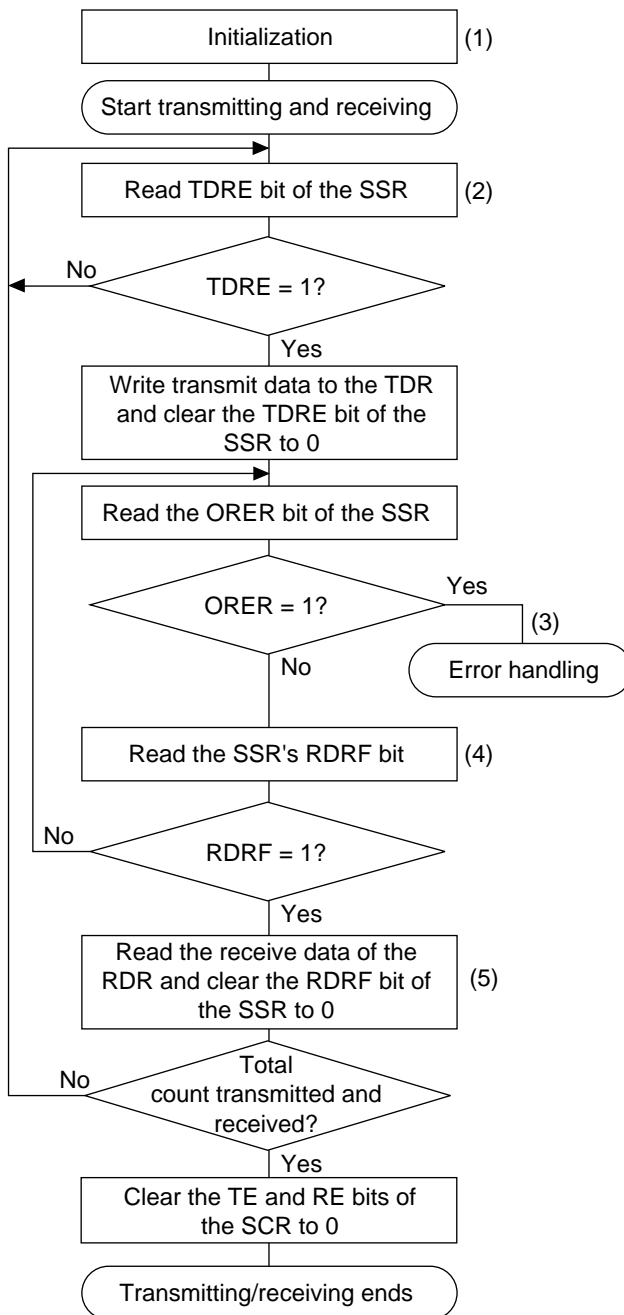 Initialization
(1)
Start transmitting and receiving
Read TDRE bit of the SSR
(2)
No
TDRE = 1?
Yes
Write transmit data to the TDR
and clear the TDRE bit of the
SSR to 0
Read the ORER bit of the SSR
Yes
ORER = 1?
(3)
No
Error handling
Read the SSR's RDRF bit
(4)
No
RDRF = 1?
Yes
Read the receive data of the
RDR and clear the RDRF bit of
the SSR to 0
(5)
Total
No
count transmitted and
received?
Yes
Clear the TE and RE bits of
the SCR to 0
Transmitting/receiving ends